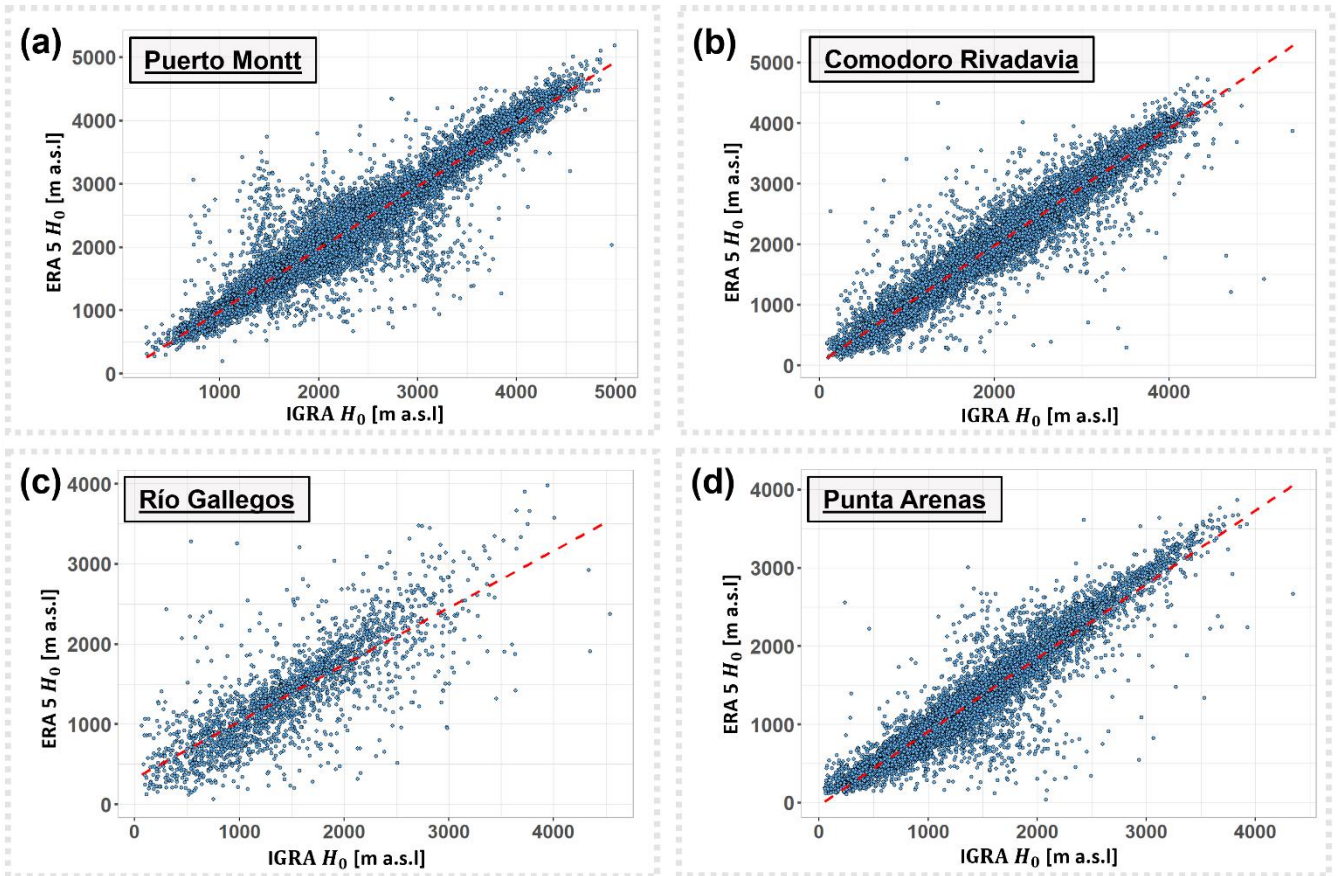 (a)
Puerto Montt
5000
4000
3000
2000
1000
0
ERA 5 H₀ [m a.s.l]
1000
2000
3000
4000
5000
IGRA H₀ [m a.s.l]
(b)
Comodoro Rivadavia
5000
4000
3000
2000
1000
0
ERA 5 H₀ [m a.s.l]
0
2000
4000
IGRA H₀ [m a.s.l]
(c)
Río Gallegos
4000
3000
2000
1000
0
ERA 5 H₀ [m a.s.l]
0
1000
2000
3000
4000
IGRA H₀ [m a.s.l]
(d)
Punta Arenas
4000
3000
2000
1000
0
ERA 5 H₀ [m a.s.l]
0
1000
2000
3000
4000
IGRA H₀ [m a.s.l]